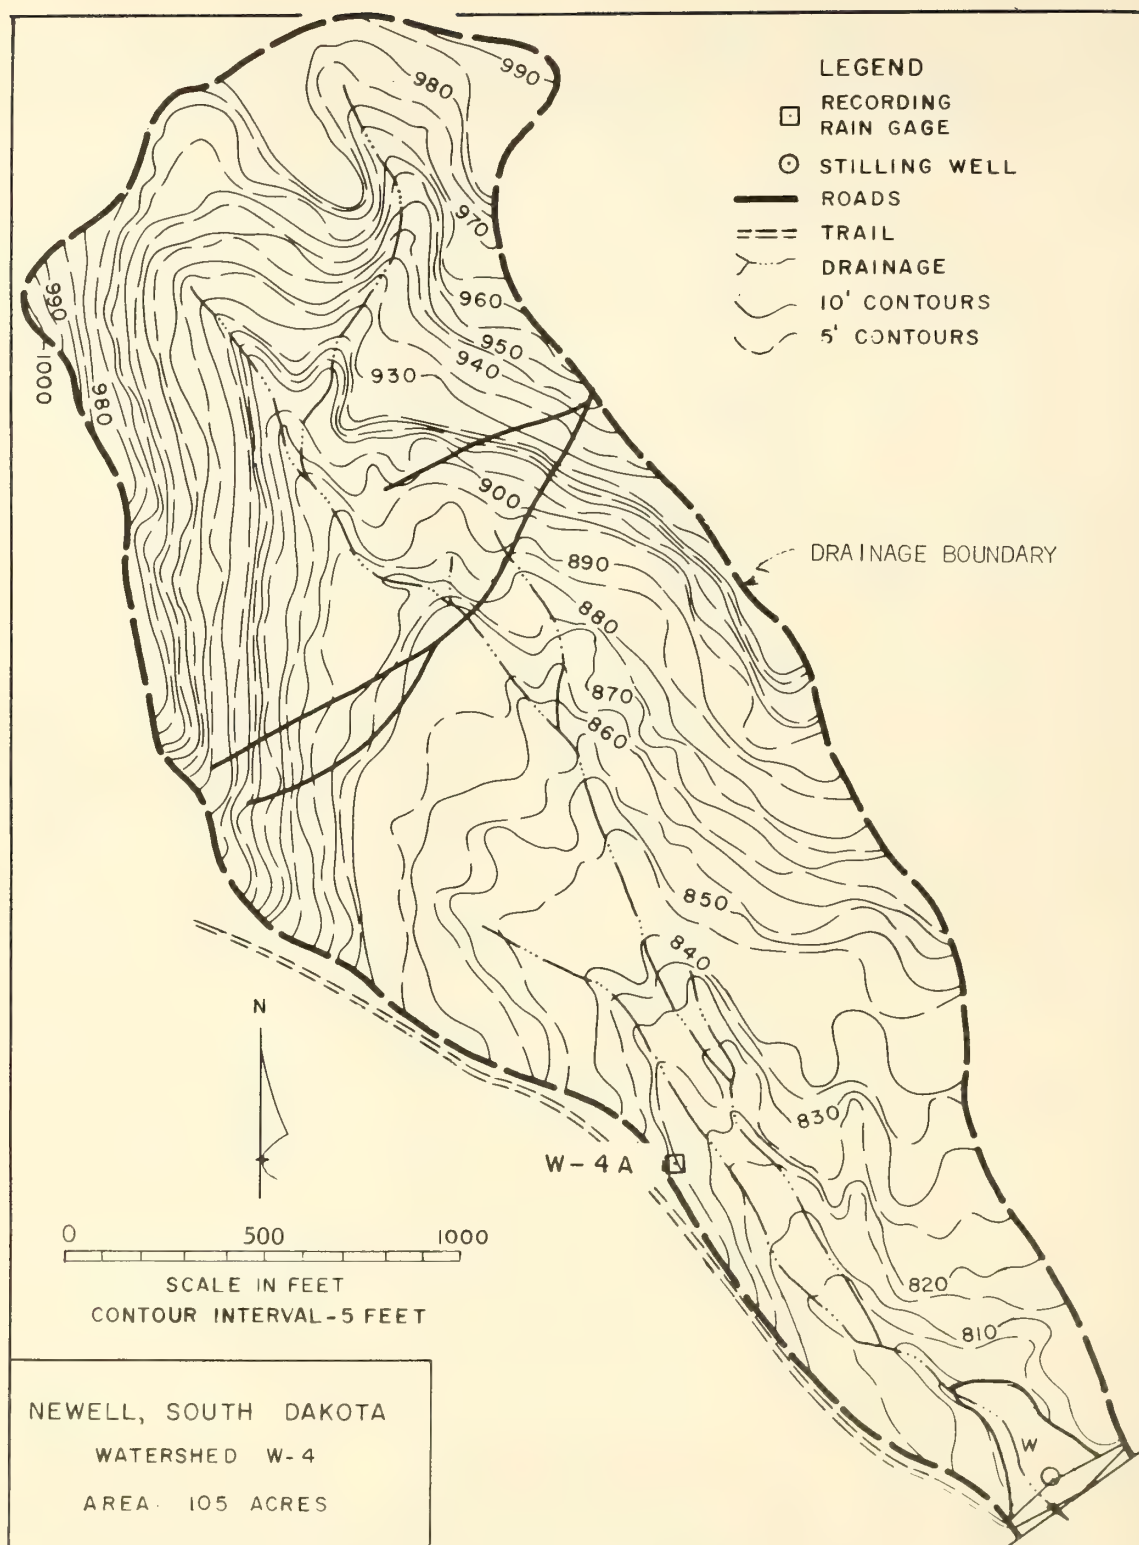 LEGEND
RECORDING
RAIN GAGE
STILLING WELL
ROADS
TRAIL
DRAINAGE
10' CONTOURS
5' CONTOURS
990
980
970
960
950
940
930
990
1000
980
900
890
DRAINAGE BOUNDARY
880
870
860
850
840
830
820
810
N
W-4A
W
0 500 1000
SCALE IN FEET
CONTOUR INTERVAL-5 FEET
NEWELL, SOUTH DAKOTA
WATERSHED W-4
AREA 105 ACRES